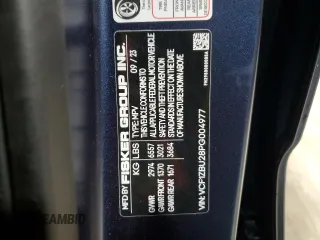 MFD BY
FISKER GROUP INC.
TYPE: MPV 09 / 23
KG LBS
GVWR 2974 6557
GAWR FRONT 1370 3021
GAWR REAR 1671 3684
THIS VEHICLE CONFORMS TO
ALL APPLICABLE FEDERAL MOTOR VEHICLE
SAFETY AND THEFT PREVENTION
STANDARDS IN EFFECT ON THE DATE
OF MANUFACTURE SHOWN ABOVE
VIN: VCF1ZBU28PG004977